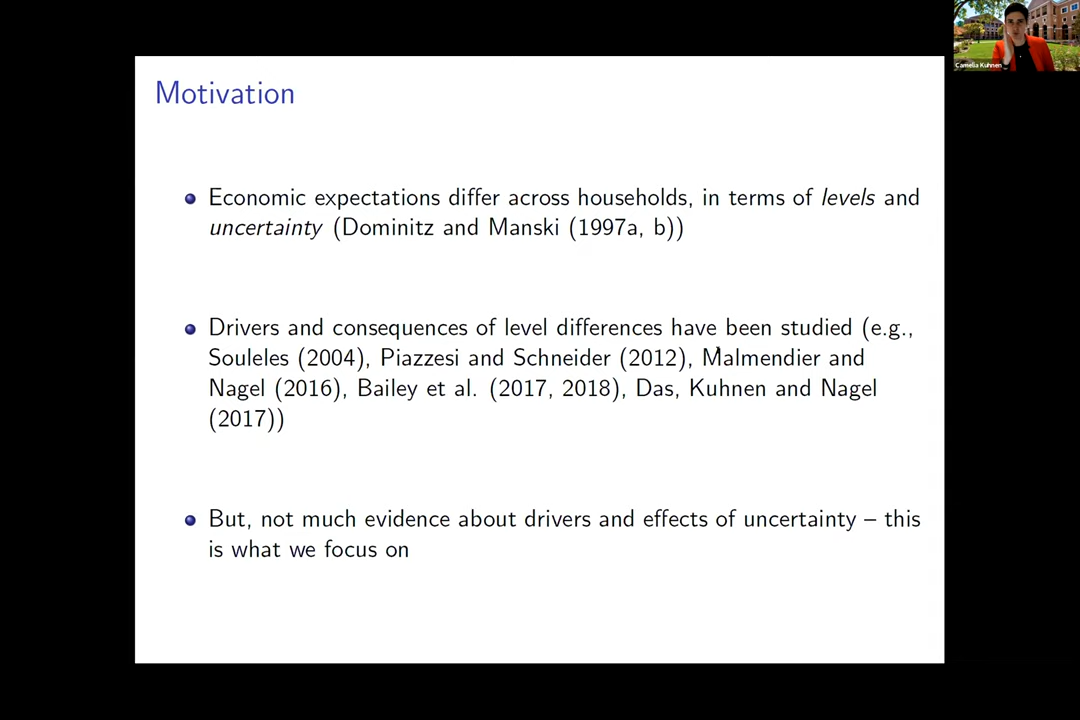 Camelia Kuhnen
Motivation
Economic expectations differ across households, in terms of levels and
uncertainty (Dominitz and Manski (1997a, b))
Drivers and consequences of level differences have been studied (e.g.,
Souleles (2004), Piazzesi and Schneider (2012), Malmendier and
Nagel (2016), Bailey et al. (2017, 2018), Das, Kuhnen and Nagel
(2017))
But, not much evidence about drivers and effects of uncertainty – this
is what we focus on